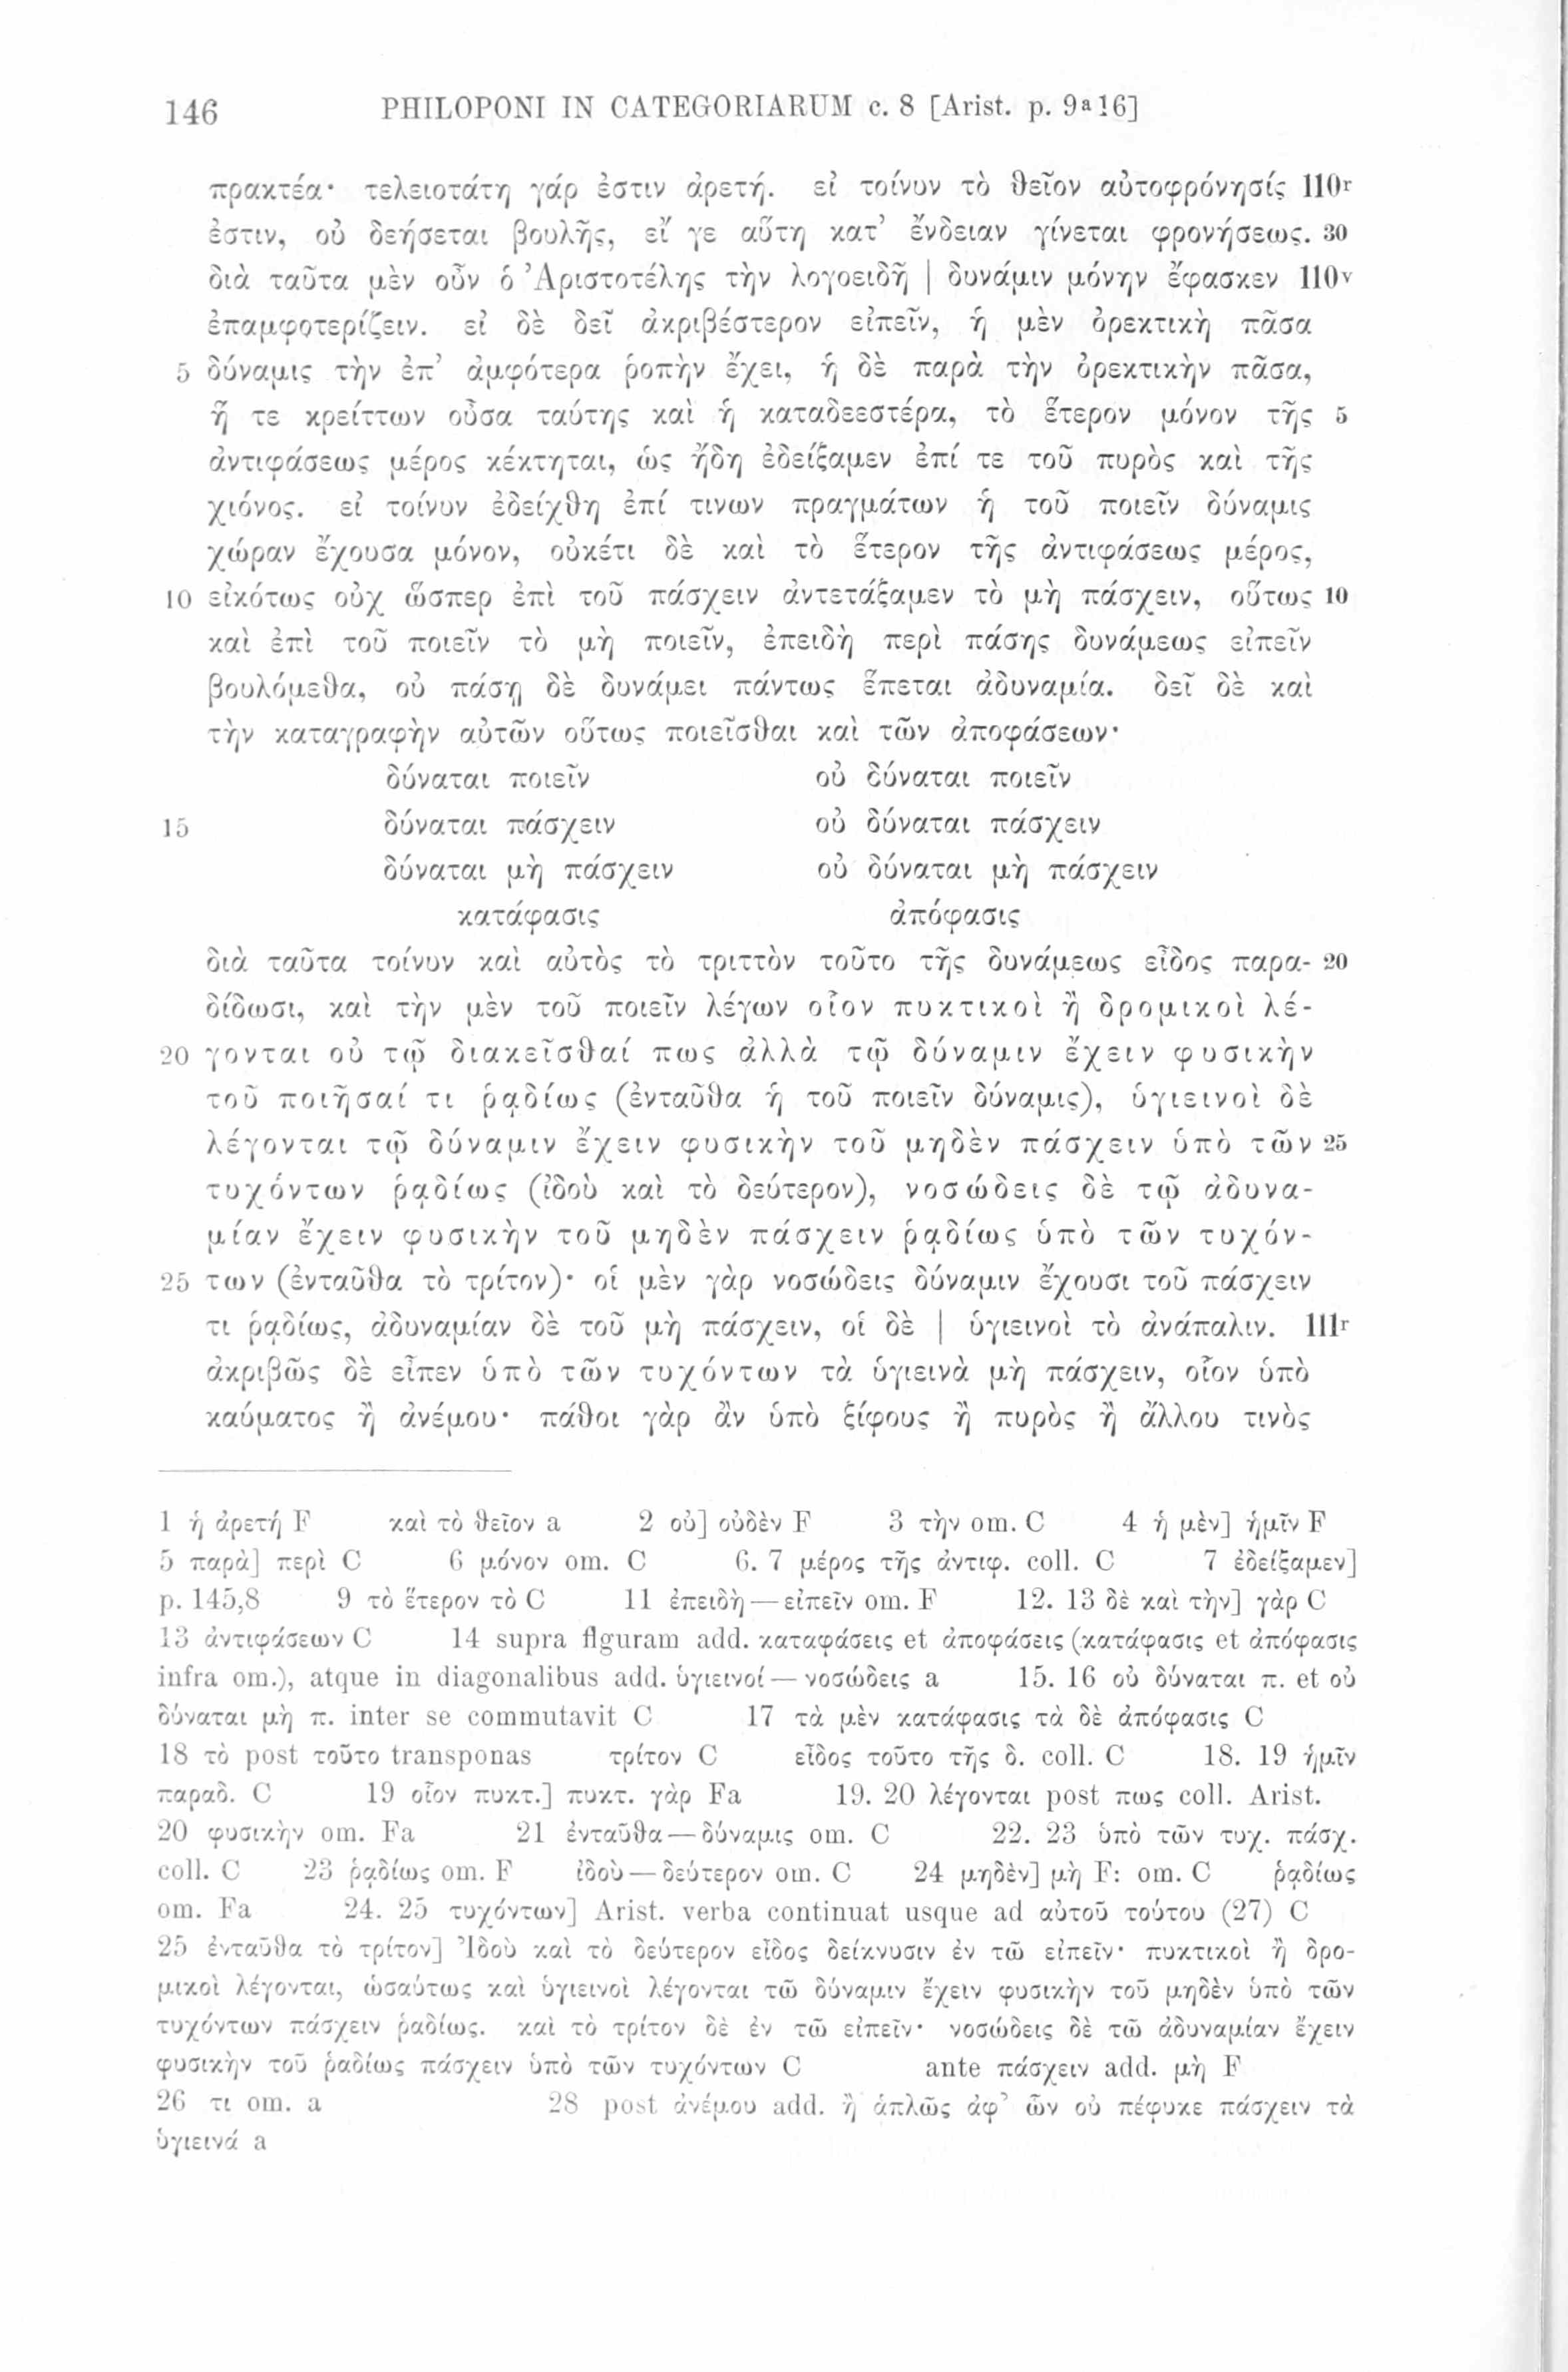 146 PHILOPONI IN CATEGORIARUM c. 8 [Arist. p. 9a16]
πρακτέα· τελειοτάτη γάρ ἐστιν ἀρετή. εἰ τοίνυν τὸ θεῖον αὐτοφρόνησίς 110r
ἐστιν, οὐ δεήσεται βουλῆς, εἴ γε αὕτη κατ’ ἔνδειαν γίνεται φρονήσεως. 30
διὰ ταῦτα μὲν οὖν ὁ Ἀριστοτέλης τὴν λογοειδῆ | δυνάμιν μόνην ἔφασκεν 110v
ἐπαμφοτερίζειν. εἰ δὲ δεῖ ἀκριβέστερον εἰπεῖν, ἡ μὲν ὀρεκτικὴ πᾶσα
5 δύναμις τὴν ἐπ’ ἀμφότερα ῥοπὴν ἔχει, ἡ δὲ παρὰ τὴν ὀρεκτικὴν πᾶσα,
ἥ τε κρείττων οὖσα ταύτης καὶ ἡ καταδεεστέρα, τὸ ἕτερον μόνον τῆς 5
ἀντιφάσεως μέρος κέκτηται, ὡς ἤδη ἐδείξαμεν ἐπί τε τοῦ πυρὸς καὶ τῆς
χιόνος. εἰ τοίνυν ἐδείχθη ἐπί τινων πραγμάτων ἡ τοῦ ποιεῖν δύναμις
χώραν ἔχουσα μόνον, οὐκέτι δὲ καὶ τὸ ἕτερον τῆς ἀντιφάσεως μέρος,
10 εἰκότως οὐχ ὥσπερ ἐπὶ τοῦ πάσχειν ἀντετάξαμεν τὸ μὴ πάσχειν, οὕτως 10
καὶ ἐπὶ τοῦ ποιεῖν τὸ μὴ ποιεῖν, ἐπειδὴ περὶ πάσης δυνάμεως εἰπεῖν
βουλόμεθα, οὐ πάσῃ δὲ δυνάμει πάντως ἕπεται ἀδυναμία. δεῖ δὲ καὶ
τὴν καταγραφὴν αὐτῶν οὕτως ποιεῖσθαι καὶ τῶν ἀποφάσεων·
δύναται ποιεῖν οὐ δύναται ποιεῖν
15 δύναται πάσχειν οὐ δύναται πάσχειν
δύναται μὴ πάσχειν οὐ δύναται μὴ πάσχειν
κατάφασις ἀπόφασις
διὰ ταῦτα τοίνυν καὶ αὐτὸς τὸ τριττὸν τοῦτο τῆς δυνάμεως εἶδος παρα- 20
δίδωσι, καὶ τὴν μὲν τοῦ ποιεῖν λέγων οἷον πυκτικοὶ ἢ δρομικοὶ λέ-
20 γονται οὐ τῷ διακεῖσθαί πως ἀλλὰ τῷ δύναμιν ἔχειν φυσικὴν
τοῦ ποιῆσαί τι ῥᾳδίως (ἐνταῦθα ἡ τοῦ ποιεῖν δύναμις), ὑγιεινοὶ δὲ
λέγονται τῷ δύναμιν ἔχειν φυσικὴν τοῦ μηδὲν πάσχειν ὑπὸ τῶν 25
τυχόντων ῥᾳδίως (ἰδοὺ καὶ τὸ δεύτερον), νοσώδεις δὲ τῷ ἀδυνα-
μίαν ἔχειν φυσικὴν τοῦ μηδὲν πάσχειν ῥᾳδίως ὑπὸ τῶν τυχόν-
25 των (ἐνταῦθα τὸ τρίτον)· οἱ μὲν γὰρ νοσώδεις δύναμιν ἔχουσι τοῦ πάσχειν
τι ῥᾳδίως, ἀδυναμίαν δὲ τοῦ μὴ πάσχειν, οἱ δὲ | ὑγιεινοὶ τὸ ἀνάπαλιν. 111r
ἀκριβῶς δὲ εἶπεν ὑπὸ τῶν τυχόντων τὰ ὑγιεινὰ μὴ πάσχειν, οἷον ὑπὸ
καύματος ἢ ἀνέμου· πάθοι γὰρ ἂν ὑπὸ ξίφους ἢ πυρὸς ἢ ἄλλου τινὸς
1 ἡ ἀρετή F καὶ τὸ θεῖον a 2 οὐ] οὐδὲν F 3 τὴν om. C 4 ἡ μὲν] ἡμῖν F
5 παρὰ] περὶ C 6 μόνον om. C 6. 7 μέρος τῆς ἀντιφ. coll. C 7 ἐδείξαμεν]
p. 145,8 9 τὸ ἕτερον τὸ C 11 ἐπειδὴ — εἰπεῖν om. F 12. 13 δὲ καὶ τὴν] γὰρ C
13 ἀντιφάσεων C 14 supra figuram add. καταφάσεις et ἀποφάσεις (κατάφασις et ἀπόφασις
infra om.), atque in diagonalibus add. ὑγιεινοί — νοσώδεις a 15. 16 οὐ δύναται π. et οὐ
δύναται μὴ π. inter se commutavit C 17 τὰ μὲν κατάφασις τὰ δὲ ἀπόφασις C
18 τὸ post τοῦτο transponas τρίτον C εἶδος τοῦτο τῆς δ. coll. C 18. 19 ἡμῖν
παραδ. C 19 οἷον πυκτ.] πυκτ. γὰρ Fa 19. 20 λέγονται post πως coll. Arist.
20 φυσικὴν om. Fa 21 ἐνταῦθα — δύναμις om. C 22. 23 ὑπὸ τῶν τυχ. πάσχ.
coll. C 23 ῥᾳδίως om. F ἰδοὺ — δεύτερον om. C 24 μηδὲν] μὴ F: om. C ῥᾳδίως
om. Fa 24. 25 τυχόντων] Arist. verba continuat usque ad αὐτοῦ τούτου (27) C
25 ἐνταῦθα τὸ τρίτον] Ἰδοὺ καὶ τὸ δεύτερον εἶδος δείκνυσιν ἐν τῶ εἰπεῖν· πυκτικοὶ ἢ δρο-
μικοὶ λέγονται, ὡσαύτως καὶ ὑγιεινοὶ λέγονται τῶ δύναμιν ἔχειν φυσικὴν τοῦ μηδὲν ὑπὸ τῶν
τυχόντων πάσχειν ῥαδίως. καὶ τὸ τρίτον δὲ ἐν τῶ εἰπεῖν· νοσώδεις δὲ τῶ ἀδυναμίαν ἔχειν
φυσικὴν τοῦ ῥαδίως πάσχειν ὑπὸ τῶν τυχόντων C ante πάσχειν add. μὴ F
26 τι om. a 28 post ἀνέμου add. ἢ ἁπλῶς ἀφ’ ὧν οὐ πέφυκε πάσχειν τὰ
ὑγιεινά a